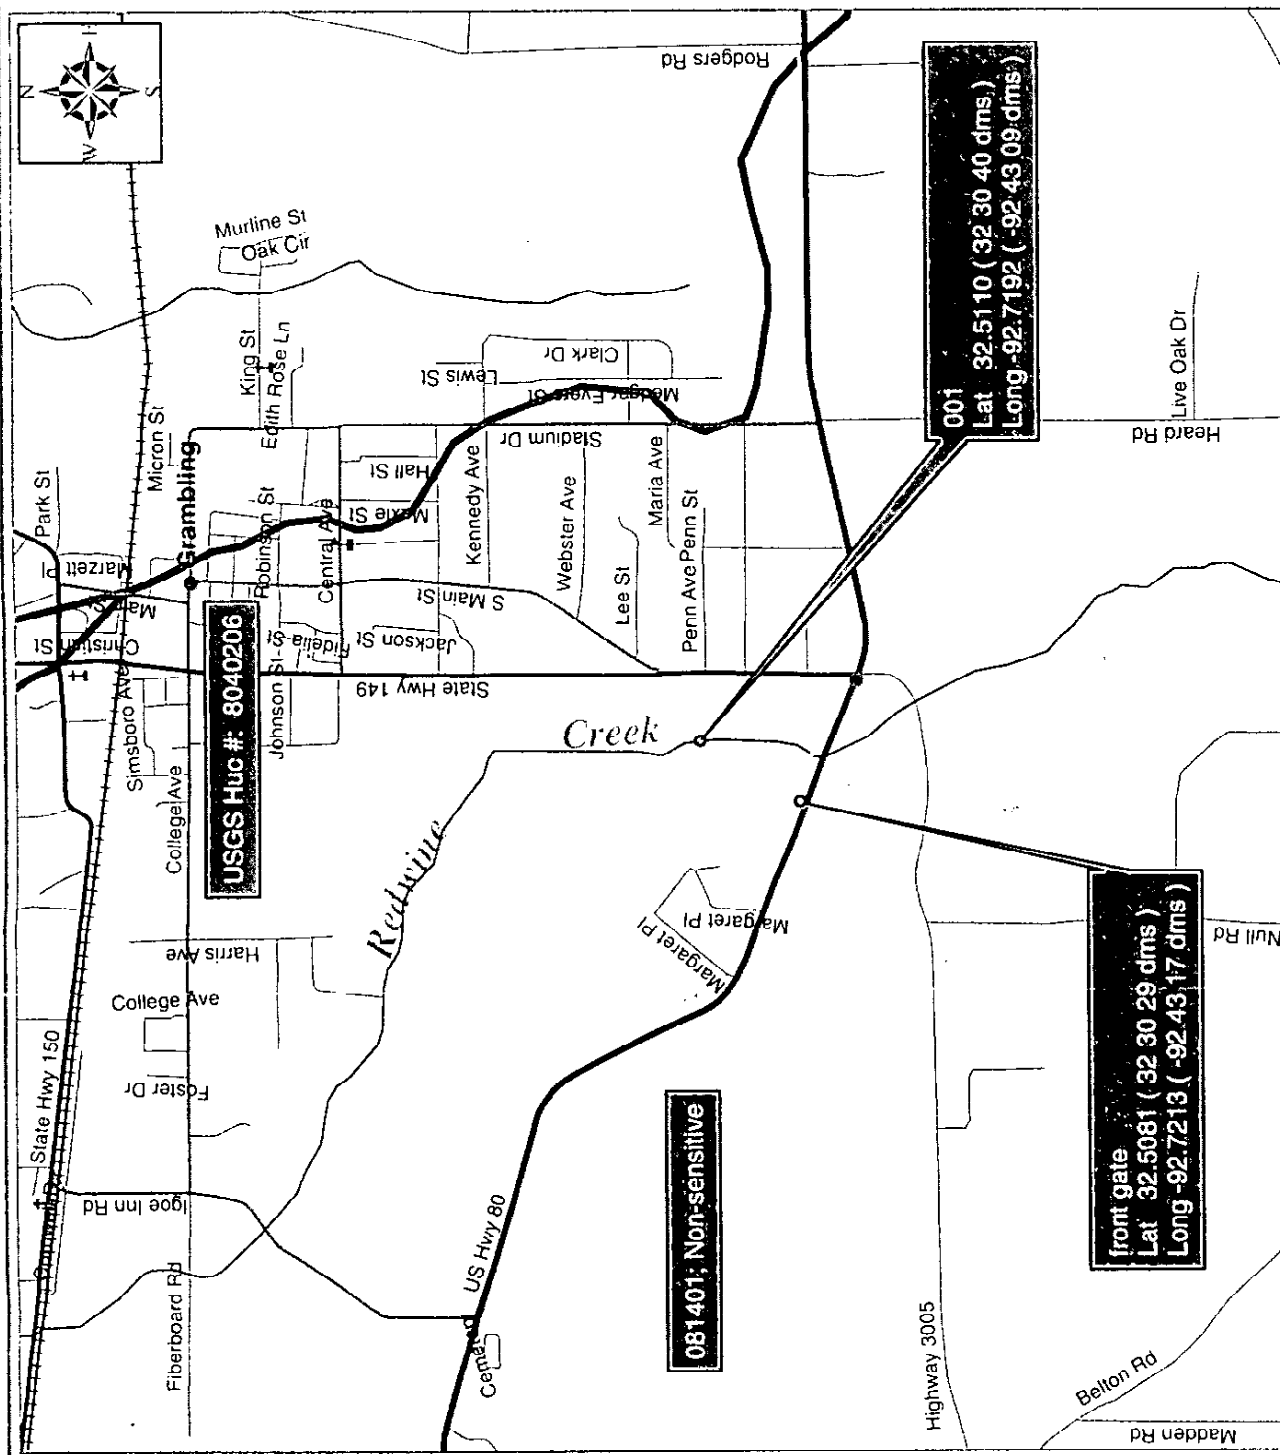 N
E
S
W
Rodgers Rd
Murline St
Oak Cir
King St
Edith Rose Ln
Micron St
Grambling
Park St
Marzett Pl
Christian St
Simsboro Ave
College Ave
Robinson St
Central Ave
Maxie St
Hall St
Stadium Dr
Lewis St
Clark Dr
Medgar Evers St
Kennedy Ave
Webster Ave
Maria Ave
Penn St
Penn Ave
Lee St
S Main St
Jackson St
Fidelia St
Johnson St
State Hwy 149
USGS Huc #: 8040206
001
Lat 32.5110 ( 32 30 40 dms )
Long -92.7192 ( -92 43 09 dms )
Live Oak Dr
Heard Rd
Redwine
Creek
Harris Ave
College Ave
Foster Dr
State Hwy 150
Igoe Inn Rd
Fiberboard Rd
US Hwy 80
Margaret Pl
Margaret Pl
081401; Non-sensitive
front gate
Lat 32.5081 ( 32 30 29 dms )
Long -92.7213 ( -92 43 17 dms )
Null Rd
Highway 3005
Belton Rd
Madden Rd